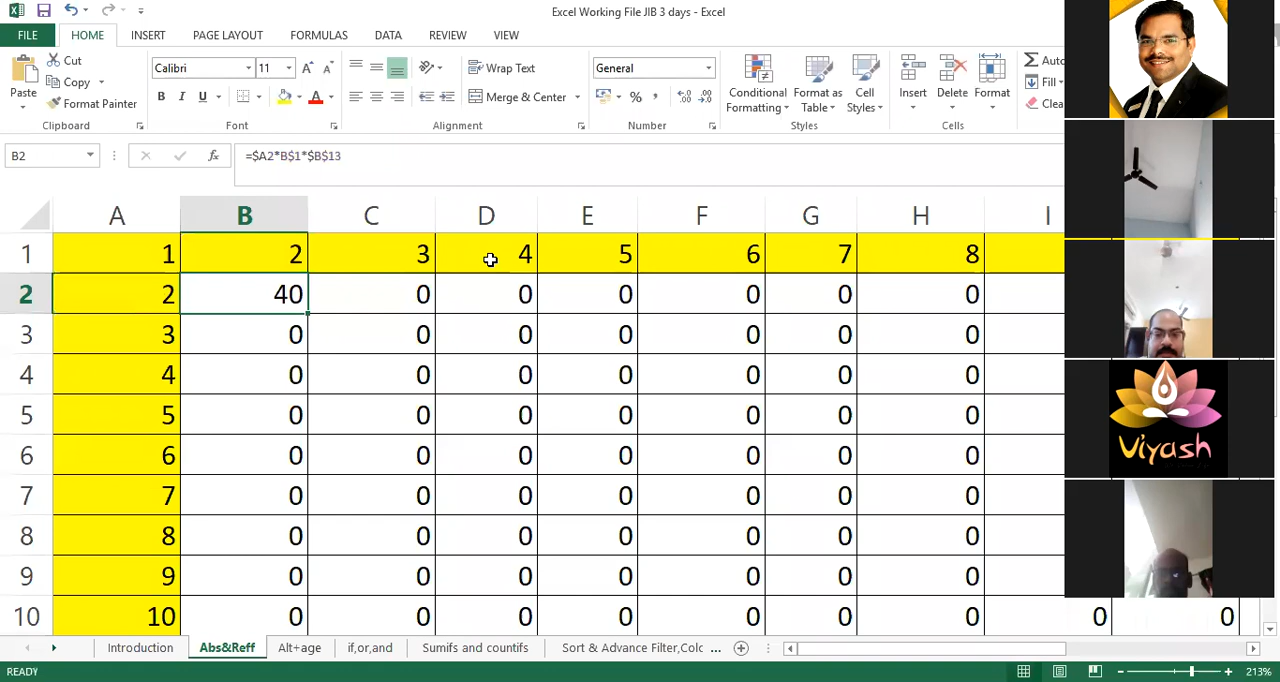 Excel Working File JIB 3 days - Excel
FILE HOME INSERT PAGE LAYOUT FORMULAS DATA REVIEW VIEW
Cut
Copy
Format Painter
Paste
Clipboard
Calibri 11
B I U
Font
Wrap Text
Merge & Center
Alignment
General
Number
Conditional Formatting
Format as Table
Cell Styles
Styles
Insert Delete Format
Cells
Auto
Fill
Clea
B2 fx =$A2*B$1*$B$13
A B C D E F G H I
1 1 2 3 4 5 6 7 8
2 2 40 0 0 0 0 0 0
3 3 0 0 0 0 0 0 0
4 4 0 0 0 0 0 0 0
5 5 0 0 0 0 0 0 0
6 6 0 0 0 0 0 0 0
7 7 0 0 0 0 0 0 0
8 8 0 0 0 0 0 0 0
9 9 0 0 0 0 0 0 0
10 10 0 0 0 0 0 0 0 0 0
Viyash
Introduction Abs&Reff Alt+age if,or,and Sumifs and countifs Sort & Advance Filter,Colc ...
READY 213%